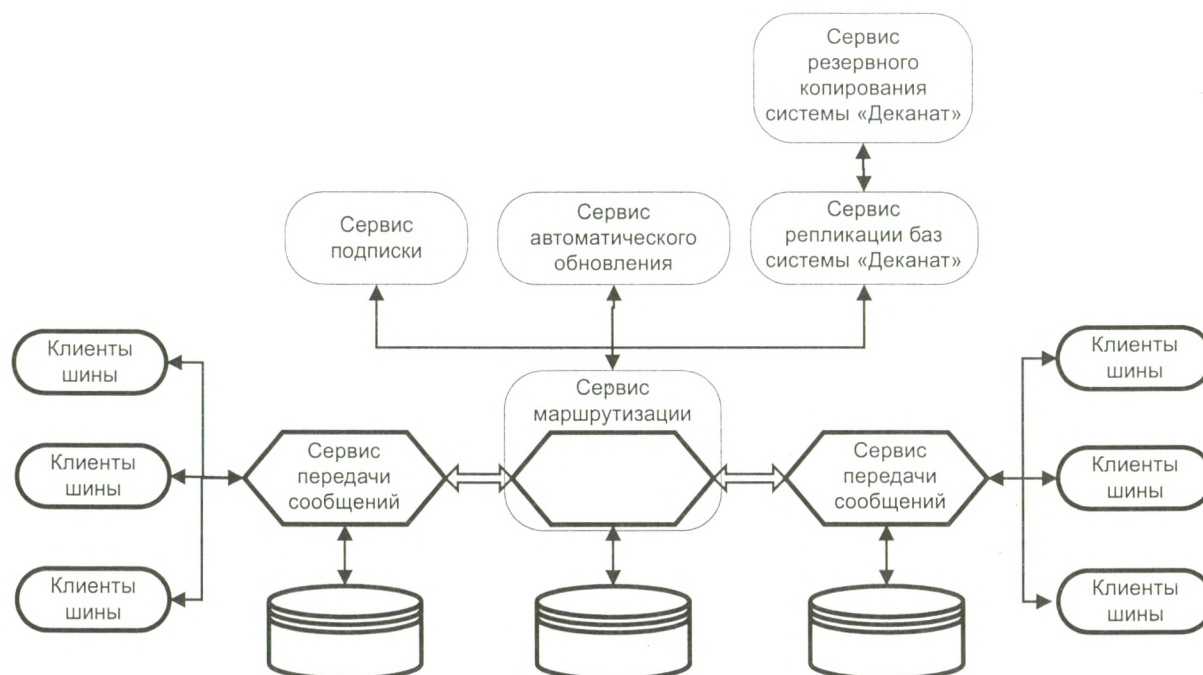 Сервис
резервного
копирования
системы «Деканат»
Сервис
подписки
Сервис
автоматического
обновления
Сервис
репликации баз
системы «Деканат»
Клиенты
шины
Клиенты
шины
Клиенты
шины
Сервис
маршрутизации
Сервис
передачи
сообщений
Сервис
передачи
сообщений
Клиенты
шины
Клиенты
шины
Клиенты
шины